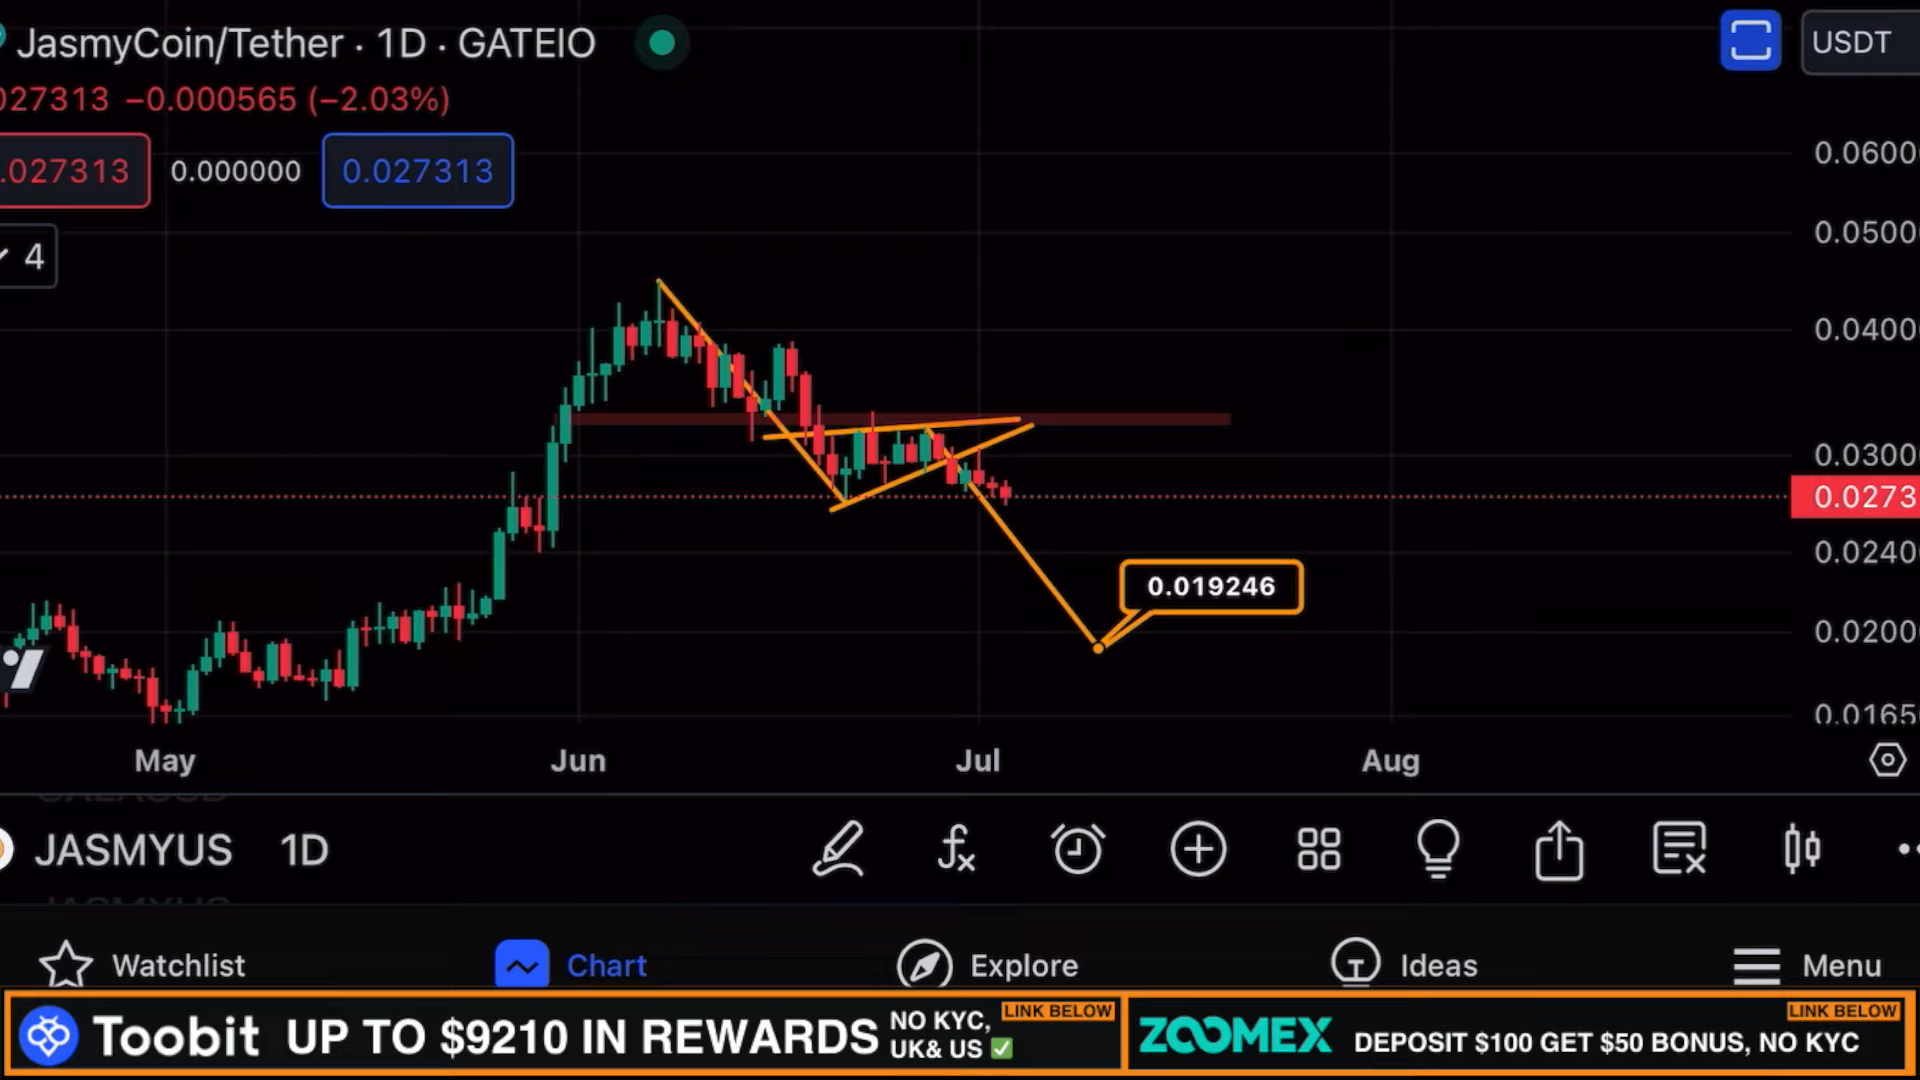 JasmyCoin/Tether · 1D · GATEIO
USDT
027313 −0.000565 (−2.03%)
.027313
0.000000
0.027313
4
0.0600
0.0500
0.0400
0.0300
0.0273
0.0240
0.0200
0.0165
0.019246
May
Jun
Jul
Aug
JASMYUS 1D
Watchlist
Chart
Explore
Ideas
Menu
Toobit UP TO $9210 IN REWARDS
NO KYC,
UK& US ✅
LINK BELOW
ZOOMEX
DEPOSIT $100 GET $50 BONUS, NO KYC
LINK BELOW